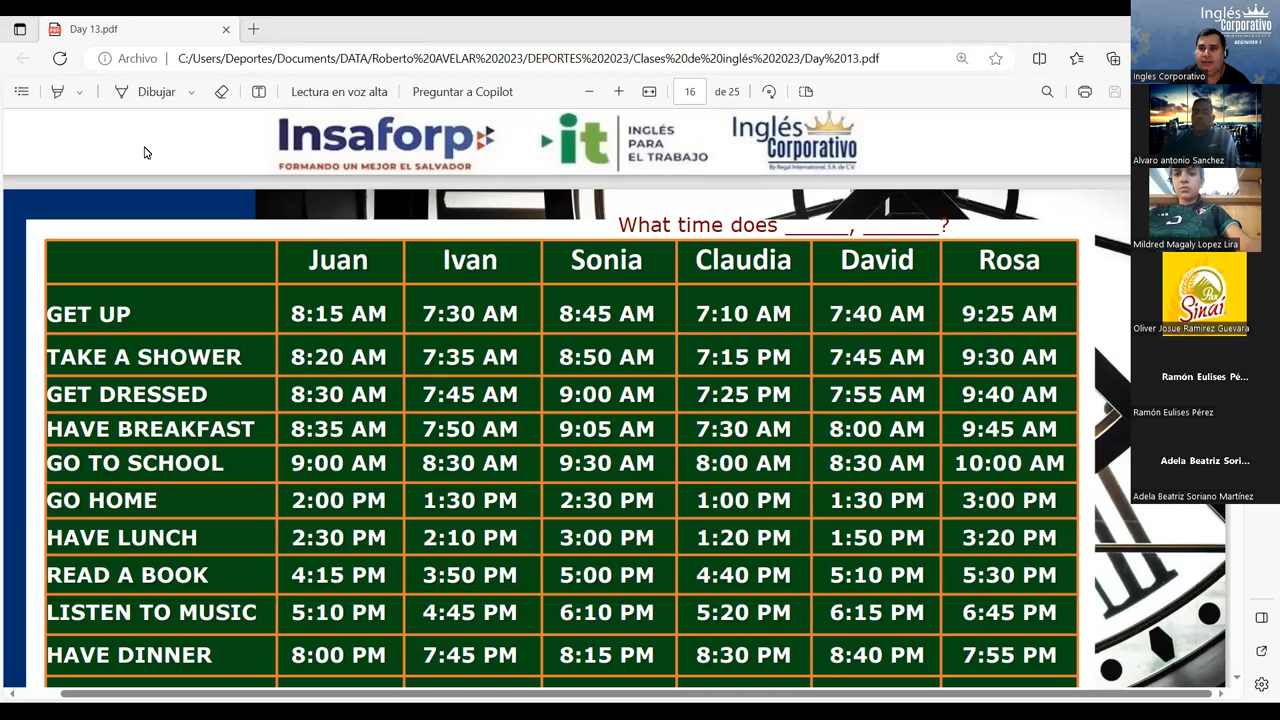 Day 13.pdf
Archivo C:/Users/Deportes/Documents/DATA/Roberto%20AVELAR%202023/DEPORTES%202023/Clases%20de%20inglés%202023/Day%2013.pdf
Dibujar Lectura en voz alta Preguntar a Copilot 16 de 25
Insaforp
FORMANDO UN MEJOR EL SALVADOR
it
INGLÉS
PARA
EL TRABAJO
Inglés
Corporativo
By Regal International, S.A. de C.V.
What time does _____, ______?
Juan Ivan Sonia Claudia David Rosa
GET UP 8:15 AM 7:30 AM 8:45 AM 7:10 AM 7:40 AM 9:25 AM
TAKE A SHOWER 8:20 AM 7:35 AM 8:50 AM 7:15 PM 7:45 AM 9:30 AM
GET DRESSED 8:30 AM 7:45 AM 9:00 AM 7:25 PM 7:55 AM 9:40 AM
HAVE BREAKFAST 8:35 AM 7:50 AM 9:05 AM 7:30 AM 8:00 AM 9:45 AM
GO TO SCHOOL 9:00 AM 8:30 AM 9:30 AM 8:00 AM 8:30 AM 10:00 AM
GO HOME 2:00 PM 1:30 PM 2:30 PM 1:00 PM 1:30 PM 3:00 PM
HAVE LUNCH 2:30 PM 2:10 PM 3:00 PM 1:20 PM 1:50 PM 3:20 PM
READ A BOOK 4:15 PM 3:50 PM 5:00 PM 4:40 PM 5:10 PM 5:30 PM
LISTEN TO MUSIC 5:10 PM 4:45 PM 6:10 PM 5:20 PM 6:15 PM 6:45 PM
HAVE DINNER 8:00 PM 7:45 PM 8:15 PM 8:30 PM 8:40 PM 7:55 PM
Inglés
Corporativo
BEGINNER 1
Ingles Corporativo
Alvaro antonio Sanchez
Mildred Magaly Lopez Lira
Pan
Sinaí
Oliver Josue Ramirez Guevara
Ramón Eulises Pé...
Ramón Eulises Pérez
Adela Beatriz Sori...
Adela Beatriz Soriano Martínez